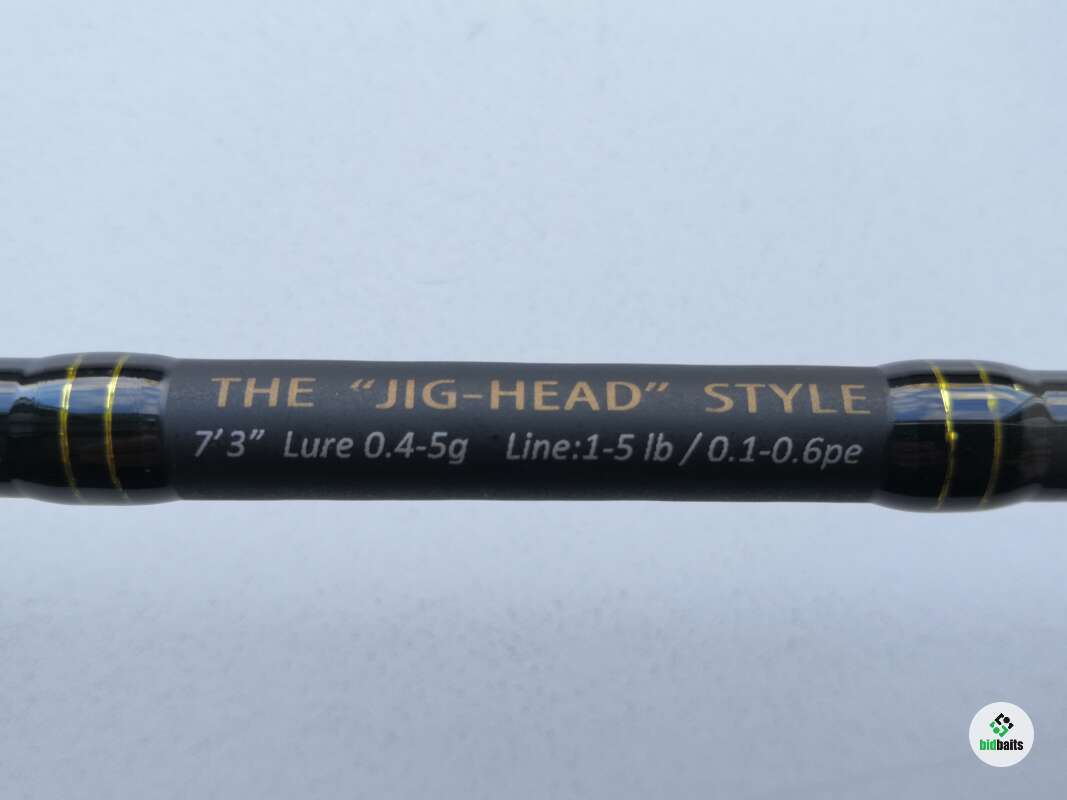 THE “JIG-HEAD” STYLE
7’3” Lure 0.4-5g Line:1-5 lb / 0.1-0.6pe
bidbaits